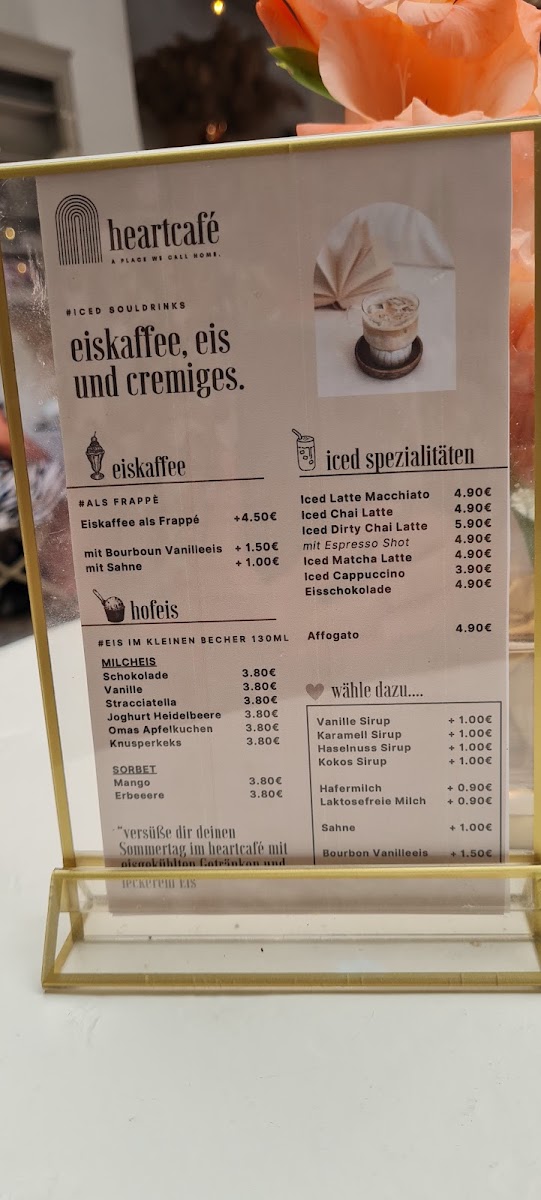 heartcafé
A PLACE WE CALL HOME.
#ICED SOULDRINKS
eiskaffee, eis
und cremiges.
eiskaffee
#ALS FRAPPÈ
Eiskaffee als Frappé +4.50€
mit Bourboun Vanilleeis + 1.50€
mit Sahne + 1.00€
hofeis
#EIS IM KLEINEN BECHER 130ML
MILCHEIS
Schokolade 3.80€
Vanille 3.80€
Stracciatella 3.80€
Joghurt Heidelbeere 3.80€
Omas Apfelkuchen 3.80€
Knusperkeks 3.80€
SORBET
Mango 3.80€
Erbeeere 3.80€
"versüße dir deinen
Sommertag im heartcafé mit
eisgekühlten Getränken und
leckerem Eis
iced spezialitäten
Iced Latte Macchiato 4.90€
Iced Chai Latte 4.90€
Iced Dirty Chai Latte 5.90€
mit Espresso Shot 4.90€
Iced Matcha Latte 4.90€
Iced Cappuccino 3.90€
Eisschokolade 4.90€
Affogato 4.90€
wähle dazu....
Vanille Sirup + 1.00€
Karamell Sirup + 1.00€
Haselnuss Sirup + 1.00€
Kokos Sirup + 1.00€
Hafermilch + 0.90€
Laktosefreie Milch + 0.90€
Sahne + 1.00€
Bourbon Vanilleeis + 1.50€